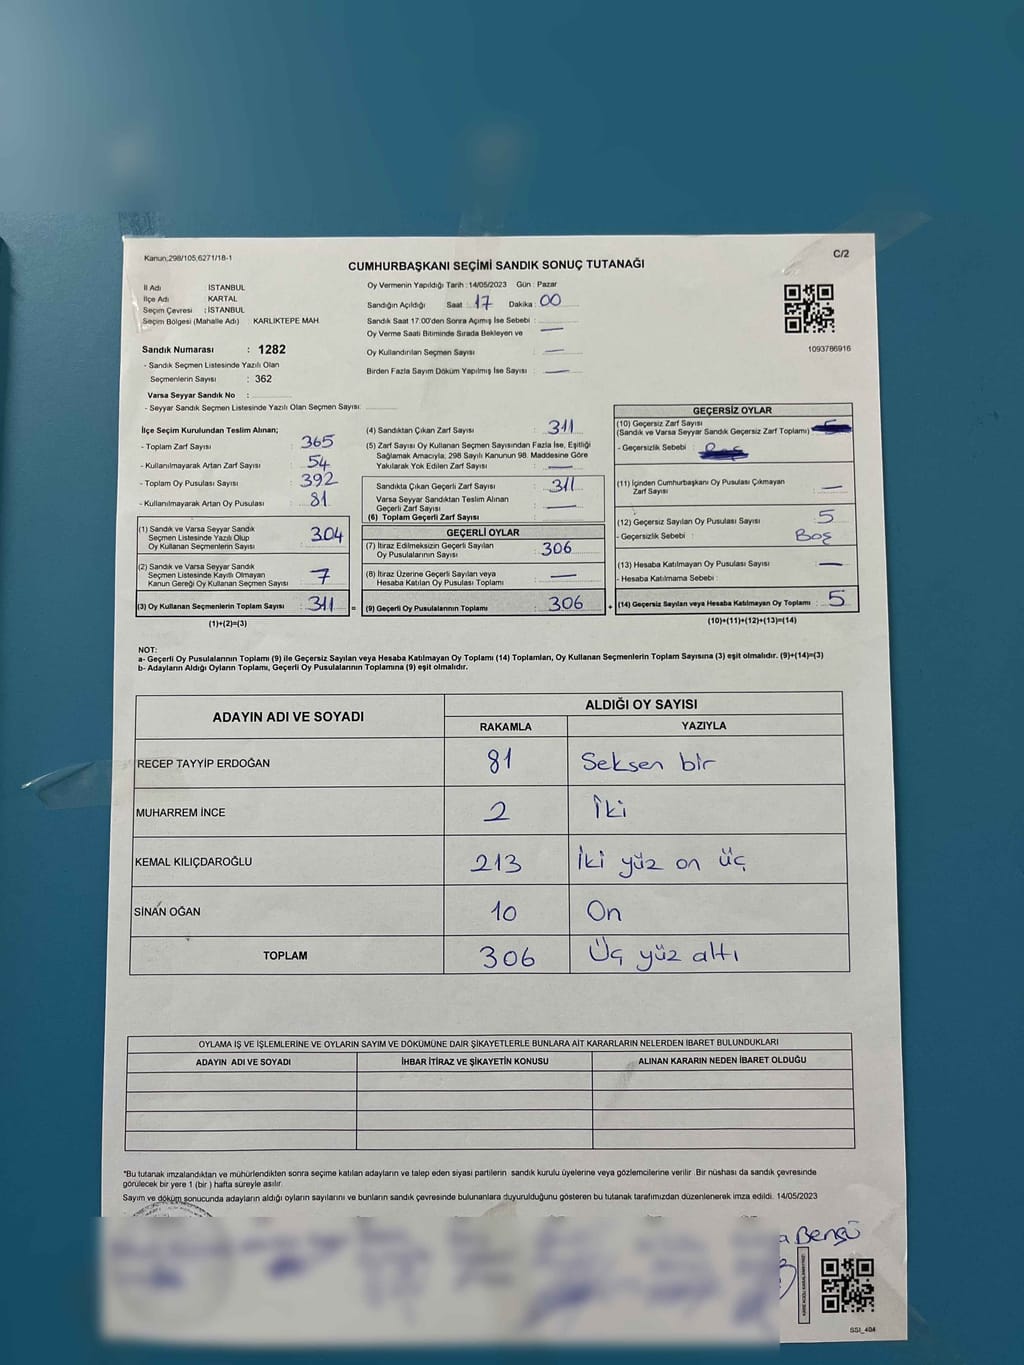 Kanun;298/105,6271/18-1
C/2
CUMHURBAŞKANI SEÇİMİ SANDIK SONUÇ TUTANAĞI
İl Adı : İSTANBUL
İlçe Adı : KARTAL
Seçim Çevresi : İSTANBUL
Seçim Bölgesi (Mahalle Adı) : KARLIKTEPE MAH
Sandık Numarası : 1282
- Sandık Seçmen Listesinde Yazılı Olan
Seçmenlerin Sayısı : 362
Varsa Seyyar Sandık No :
- Seyyar Sandık Seçmen Listesinde Yazılı Olan Seçmen Sayısı:
Oy Vermenin Yapıldığı Tarih : 14/05/2023 Gün : Pazar
Sandığın Açıldığı Saat : 17 Dakika : 00
Sandık Saat 17:00'den Sonra Açımış İse Sebebi :
Oy Verme Saati Bitiminde Sırada Bekleyen ve —
Oy Kullandırılan Seçmen Sayısı : —
Birden Fazla Sayım Döküm Yapılmış İse Sayısı : —
1093786916
İlçe Seçim Kurulundan Teslim Alınan;
- Toplam Zarf Sayısı : 365
- Kullanılmayarak Artan Zarf Sayısı : 54
- Toplam Oy Pusulası Sayısı : 392
- Kullanılmayarak Artan Oy Pusulası : 81
(1) Sandık ve Varsa Seyyar Sandık
Seçmen Listesinde Yazılı Olup
Oy Kullanan Seçmenlerin Sayısı : 304
(2) Sandık ve Varsa Seyyar Sandık
Seçmen Listesinde Kayıtlı Olmayan
Kanun Gereği Oy Kullanan Seçmen Sayısı : 7
(3) Oy Kullanan Seçmenlerin Toplam Sayısı : 311 =
(1)+(2)=(3)
(4) Sandıktan Çıkan Zarf Sayısı : 311
(5) Zarf Sayısı Oy Kullanan Seçmen Sayısından Fazla İse, Eşitliği
Sağlamak Amacıyla, 298 Sayılı Kanunun 98. Maddesine Göre
Yakılarak Yok Edilen Zarf Sayısı : —
Sandıkta Çıkan Geçerli Zarf Sayısı : 311
Varsa Seyyar Sandıktan Teslim Alınan
Geçerli Zarf Sayısı : —
(6) Toplam Geçerli Zarf Sayısı :
GEÇERLİ OYLAR
(7) İtiraz Edilmeksizin Geçerli Sayılan
Oy Pusulalarının Sayısı : 306
(8) İtiraz Üzerine Geçerli Sayılan veya
Hesaba Katılan Oy Pusulası Toplamı : —
(9) Geçerli Oy Pusulalarının Toplamı : 306 +
GEÇERSİZ OYLAR
(10) Geçersiz Zarf Sayısı
(Sandık ve Varsa Seyyar Sandık Geçersiz Zarf Toplamı) :
- Geçersizlik Sebebi :
(11) İçinden Cumhurbaşkanı Oy Pusulası Çıkmayan
Zarf Sayısı : —
(12) Geçersiz Sayılan Oy Pusulası Sayısı : 5
- Geçersizlik Sebebi : Boş
(13) Hesaba Katılmayan Oy Pusulası Sayısı : —
- Hesaba Katılmama Sebebi :
(14) Geçersiz Sayılan veya Hesaba Katılmayan Oy Toplamı : 5
(10)+(11)+(12)+(13)=(14)
NOT:
a- Geçerli Oy Pusulalarının Toplamı (9) ile Geçersiz Sayılan veya Hesaba Katılmayan Oy Toplamı (14) Toplamları, Oy Kullanan Seçmenlerin Toplam Sayısına (3) eşit olmalıdır. (9)+(14)=(3)
b- Adayların Aldığı Oyların Toplamı, Geçerli Oy Pusulalarının Toplamına (9) eşit olmalıdır.
ADAYIN ADI VE SOYADI
ALDIĞI OY SAYISI
RAKAMLA YAZIYLA
RECEP TAYYİP ERDOĞAN 81 Seksen bir
MUHARREM İNCE 2 İki
KEMAL KILIÇDAROĞLU 213 İki yüz on üç
SİNAN OĞAN 10 On
TOPLAM 306 Üç yüz altı
OYLAMA İŞ VE İŞLEMLERİNE VE OYLARIN SAYIM VE DÖKÜMÜNE DAİR ŞİKAYETLERLE BUNLARA AİT KARARLARIN NELERDEN İBARET BULUNDUKLARI
ADAYIN ADI VE SOYADI İHBAR İTİRAZ VE ŞİKAYETİN KONUSU ALINAN KARARIN NEDEN İBARET OLDUĞU
*Bu tutanak imzalandıktan ve mühürlendikten sonra seçime katılan adayların ve talep eden siyasi partilerin sandık kurulu üyelerine veya gözlemcilerine verilir. Bir nüshası da sandık çevresinde
görülecek bir yere 1 (bir ) hafta süreyle asılır.
Sayım ve döküm sonucunda adayların aldığı oyların sayılarını ve bunların sandık çevresinde bulunanlara duyurulduğunu gösteren bu tutanak tarafımızdan düzenlenerek imza edildi. 14/05/2023
a Bengü
SSI_404